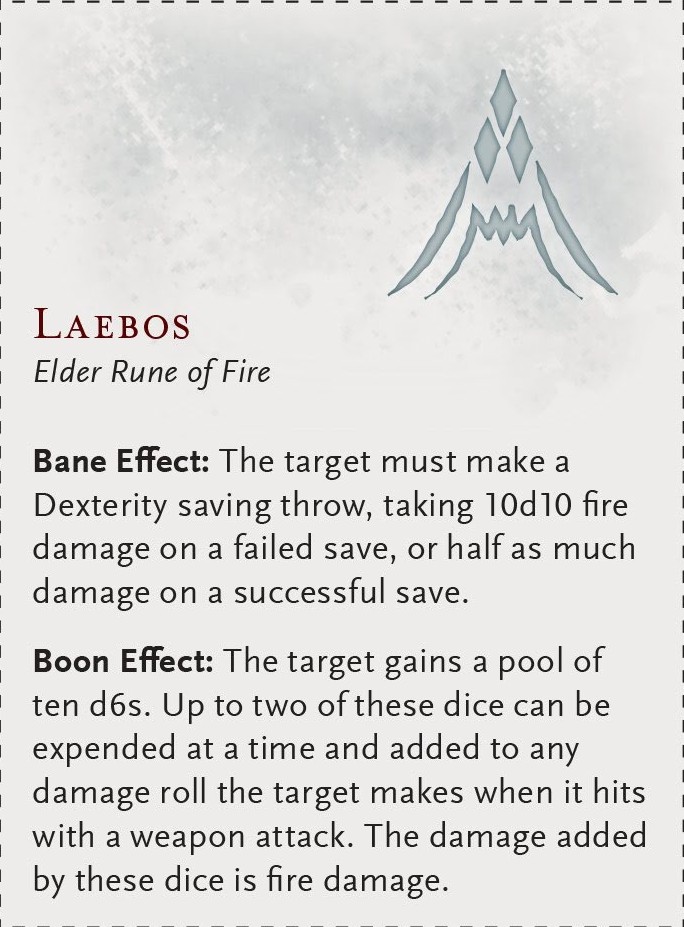 Laebos
Elder Rune of Fire
Bane Effect: The target must make a
Dexterity saving throw, taking 10d10 fire
damage on a failed save, or half as much
damage on a successful save.
Boon Effect: The target gains a pool of
ten d6s. Up to two of these dice can be
expended at a time and added to any
damage roll the target makes when it hits
with a weapon attack. The damage added
by these dice is fire damage.